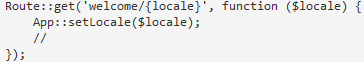 Route::get('welcome/{locale}', function ($locale) {
    App::setLocale($locale);
    //
});